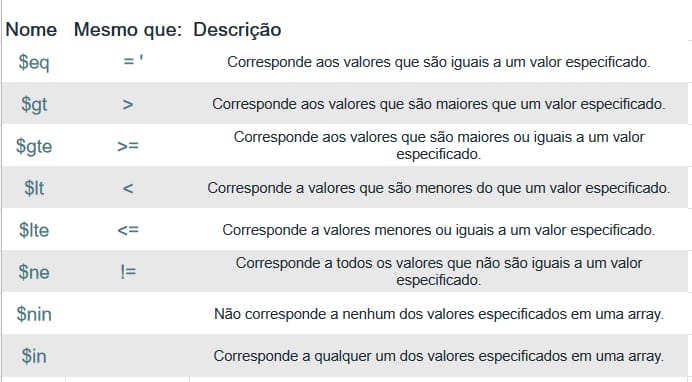 Nome Mesmo que: Descrição
$eq = ' Corresponde aos valores que são iguais a um valor especificado.
$gt > Corresponde aos valores que são maiores que um valor especificado.
$gte >= Corresponde aos valores que são maiores ou iguais a um valor
especificado.
$lt < Corresponde a valores que são menores do que um valor especificado.
$lte <= Corresponde a valores menores ou iguais a um valor especificado.
$ne != Corresponde a todos os valores que não são iguais a um valor
especificado.
$nin Não corresponde a nenhum dos valores especificados em uma array.
$in Corresponde a qualquer um dos valores especificados em uma array.